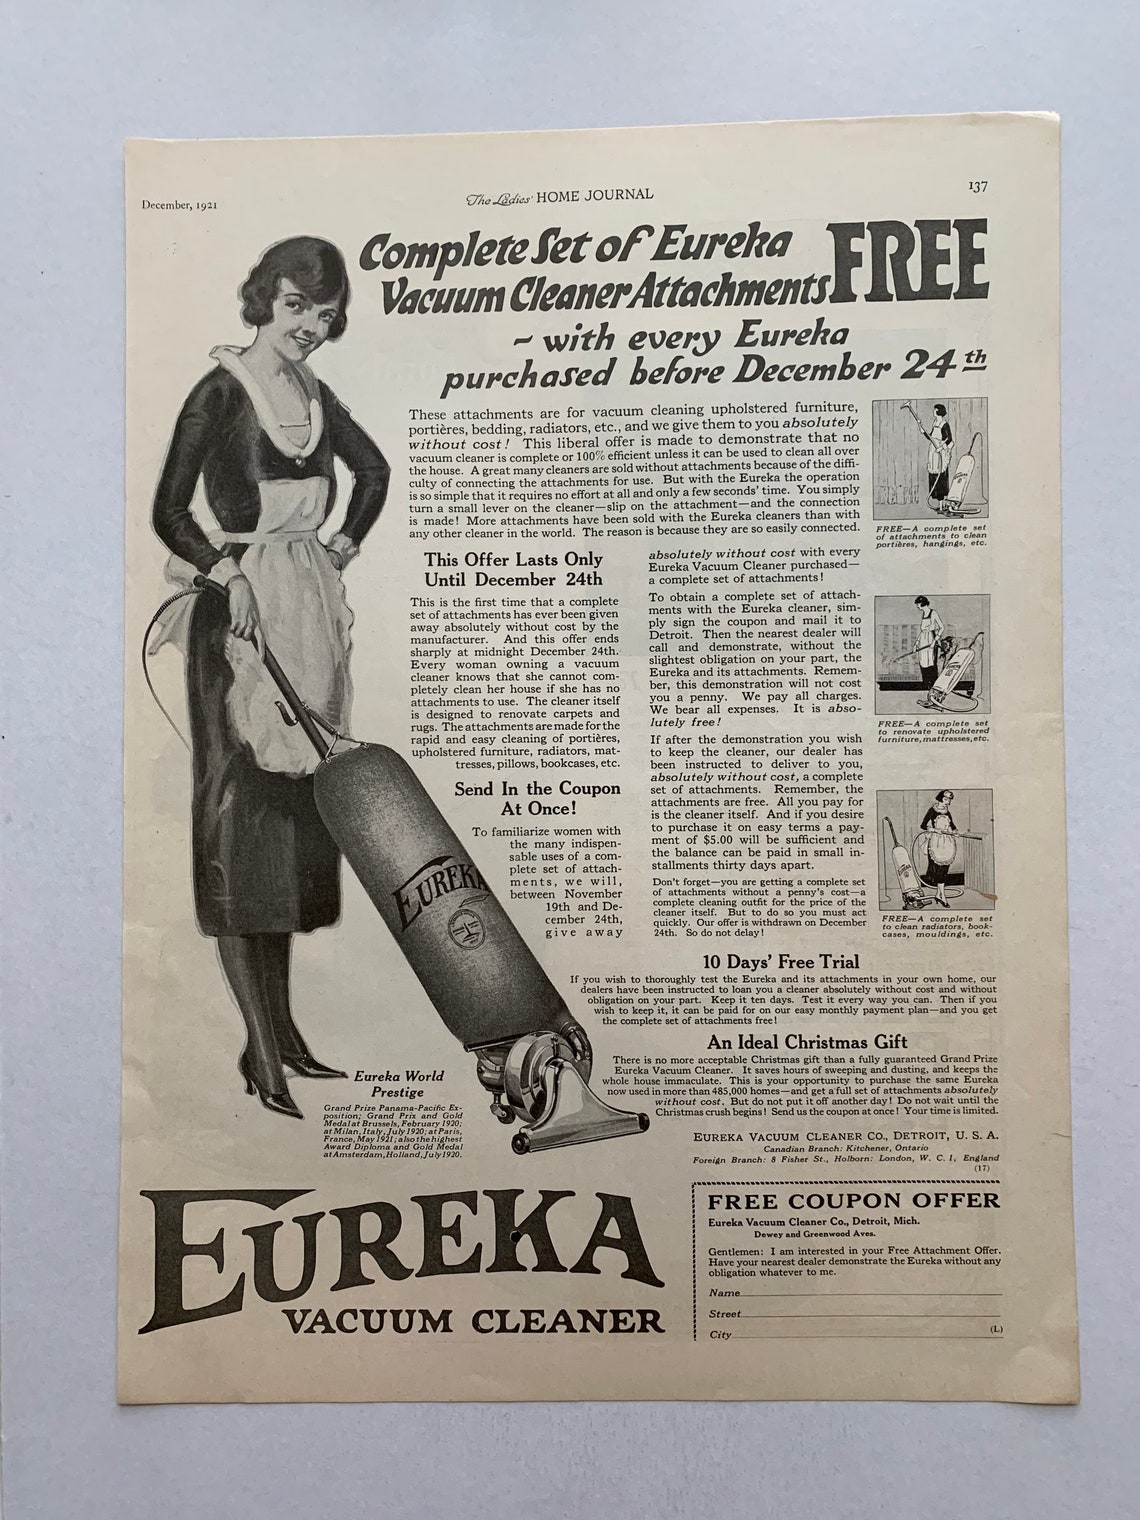 December, 1921
The Ladies' HOME JOURNAL
137
Complete Set of Eureka
Vacuum Cleaner Attachments FREE
~ with every Eureka
purchased before December 24th
These attachments are for vacuum cleaning upholstered furniture,
portières, bedding, radiators, etc., and we give them to you absolutely
without cost! This liberal offer is made to demonstrate that no
vacuum cleaner is complete or 100% efficient unless it can be used to clean all over
the house. A great many cleaners are sold without attachments because of the diffi-
culty of connecting the attachments for use. But with the Eureka the operation
is so simple that it requires no effort at all and only a few seconds' time. You simply
turn a small lever on the cleaner—slip on the attachment—and the connection
is made! More attachments have been sold with the Eureka cleaners than with
any other cleaner in the world. The reason is because they are so easily connected.
FREE—A complete set
of attachments to clean
portières, hangings, etc.
This Offer Lasts Only
Until December 24th
This is the first time that a complete
set of attachments has ever been given
away absolutely without cost by the
manufacturer. And this offer ends
sharply at midnight December 24th.
Every woman owning a vacuum
cleaner knows that she cannot com-
pletely clean her house if she has no
attachments to use. The cleaner itself
is designed to renovate carpets and
rugs. The attachments are made for the
rapid and easy cleaning of portières,
upholstered furniture, radiators, mat-
tresses, pillows, bookcases, etc.
Send In the Coupon
At Once!
To familiarize women with
the many indispen-
sable uses of a com-
plete set of attach-
ments, we will,
between November
19th and De-
cember 24th,
give away
absolutely without cost with every
Eureka Vacuum Cleaner purchased—
a complete set of attachments!
To obtain a complete set of attach-
ments with the Eureka cleaner, sim-
ply sign the coupon and mail it to
Detroit. Then the nearest dealer will
call and demonstrate, without the
slightest obligation on your part, the
Eureka and its attachments. Remem-
ber, this demonstration will not cost
you a penny. We pay all charges.
We bear all expenses. It is abso-
lutely free!
If after the demonstration you wish
to keep the cleaner, our dealer has
been instructed to deliver to you,
absolutely without cost, a complete
set of attachments. Remember, the
attachments are free. All you pay for
is the cleaner itself. And if you desire
to purchase it on easy terms a pay-
ment of $5.00 will be sufficient and
the balance can be paid in small in-
stallments thirty days apart.
Don't forget—you are getting a complete set
of attachments without a penny's cost—a
complete cleaning outfit for the price of the
cleaner itself. But to do so you must act
quickly. Our offer is withdrawn on December
24th. So do not delay!
FREE—A complete set
to renovate upholstered
furniture, mattresses, etc.
FREE—A complete set
to clean radiators, book-
cases, mouldings, etc.
EUREKA
10 Days' Free Trial
If you wish to thoroughly test the Eureka and its attachments in your own home, our
dealers have been instructed to loan you a cleaner absolutely without cost and without
obligation on your part. Keep it ten days. Test it every way you can. Then if you
wish to keep it, it can be paid for on our easy monthly payment plan—and you get
the complete set of attachments free!
An Ideal Christmas Gift
There is no more acceptable Christmas gift than a fully guaranteed Grand Prize
Eureka Vacuum Cleaner. It saves hours of sweeping and dusting, and keeps the
whole house immaculate. This is your opportunity to purchase the same Eureka
now used in more than 485,000 homes—and get a full set of attachments absolutely
without cost. But do not put it off another day! Do not wait until the
Christmas crush begins! Send us the coupon at once! Your time is limited.
Eureka World
Prestige
Grand Prize Panama-Pacific Ex-
position; Grand Prix and Gold
Medal at Brussels, February 1920;
at Milan, Italy, July 1920; at Paris,
France, May 1921; also the highest
Award Diploma and Gold Medal
at Amsterdam, Holland, July 1920.
EUREKA VACUUM CLEANER CO., DETROIT, U. S. A.
Canadian Branch: Kitchener, Ontario
Foreign Branch: 8 Fisher St., Holborn: London, W. C. 1, England
(17)
EUREKA
VACUUM CLEANER
FREE COUPON OFFER
Eureka Vacuum Cleaner Co., Detroit, Mich.
Dewey and Greenwood Aves.
Gentlemen: I am interested in your Free Attachment Offer.
Have your nearest dealer demonstrate the Eureka without any
obligation whatever to me.
Name
Street
City (L)